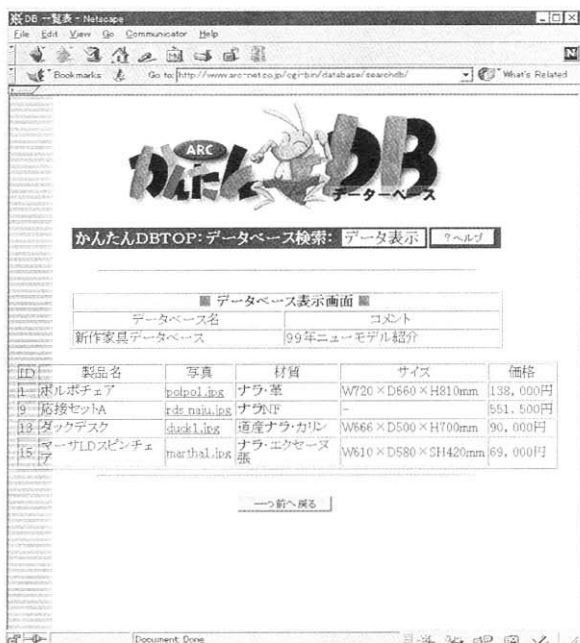 DB 一覧表 - Netscape
File Edit View Go Communicator Help
Bookmarks Go to: http://www.arc-net.co.jp/cgi-bin/database/searchdb/ What's Related
ARC
かんたんDB
データーベース
かんたんDBTOP:データベース検索: データ表示 ?ヘルプ
データベース表示画面
データベース名 コメント
新作家具データベース 99年ニューモデル紹介
ID 製品名 写真 材質 サイズ 価格
1 ポルポチェア polpo1.jpg ナラ・革 W720×D660×H810mm 138,000円
9 応接セットA rds_naju.jpg ナラNF - 551,500円
13 ダックデスク duck1.jpg 道産ナラ・カリン W666×D500×H700mm 90,000円
15 マーサLDスピンチェア martha1.jpg ナラ・エクセーヌ張 W610×D580×SH420mm 69,000円
一つ前へ戻る
Document: Done